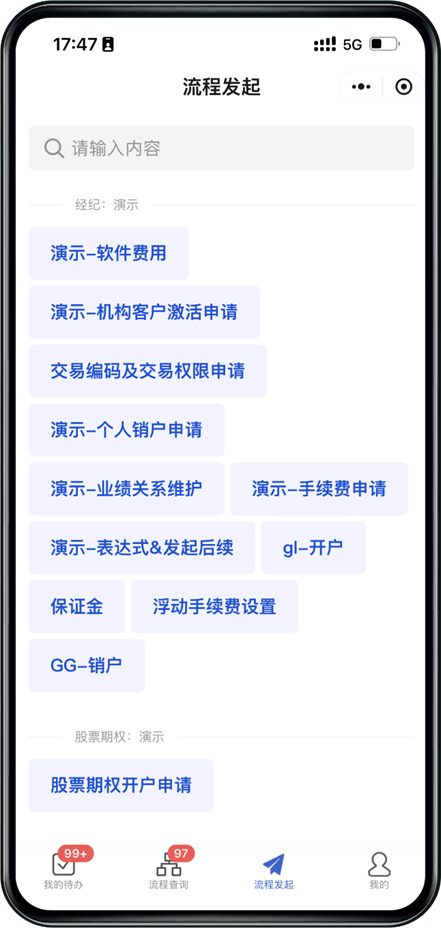 17:47
5G
流程发起
请输入内容
经纪：演示
演示-软件费用
演示-机构客户激活申请
交易编码及交易权限申请
演示-个人销户申请
演示-业绩关系维护 演示-手续费申请
演示-表达式&发起后续 gl-开户
保证金 浮动手续费设置
GG-销户
股票期权：演示
股票期权开户申请
99+ 97
我的待办 流程查询 流程发起 我的